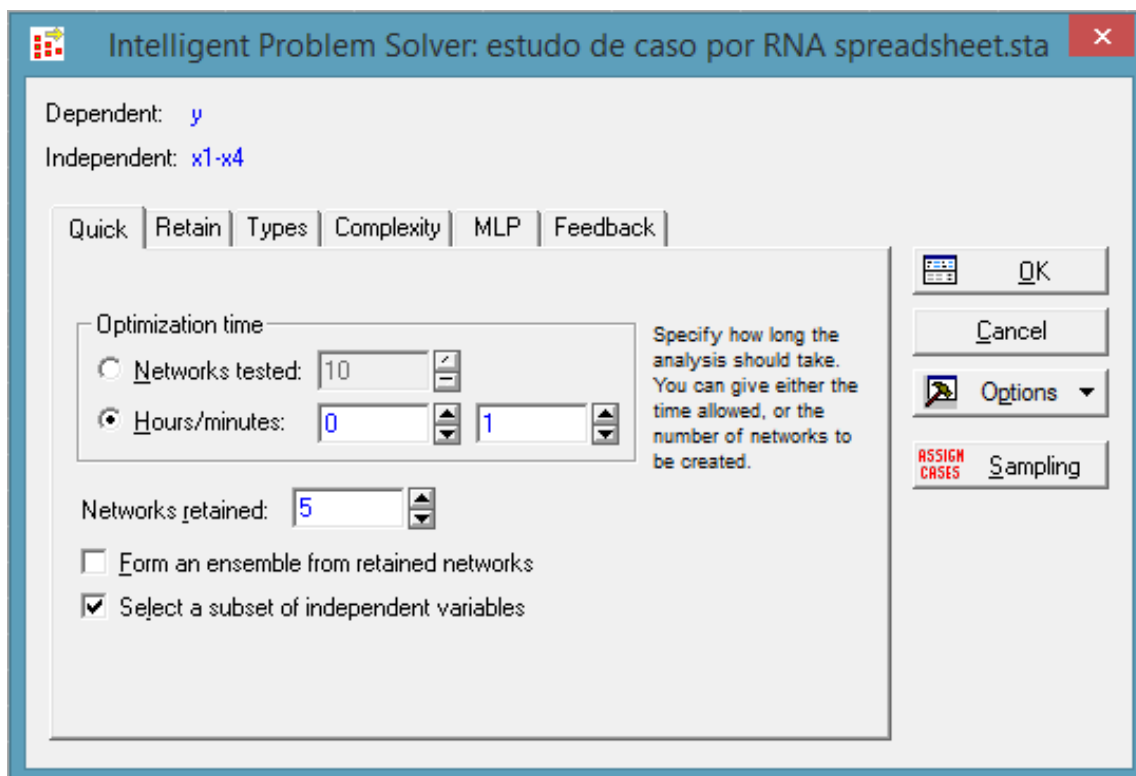 Intelligent Problem Solver: estudo de caso por RNA spreadsheet.sta
Dependent: y
Independent: x1-x4
Quick Retain Types Complexity MLP Feedback
Optimization time
Networks tested: 10
Hours/minutes: 0 1
Specify how long the
analysis should take.
You can give either the
time allowed, or the
number of networks to
be created.
Networks retained: 5
Form an ensemble from retained networks
Select a subset of independent variables
OK
Cancel
Options
ASSIGN
CASES
Sampling